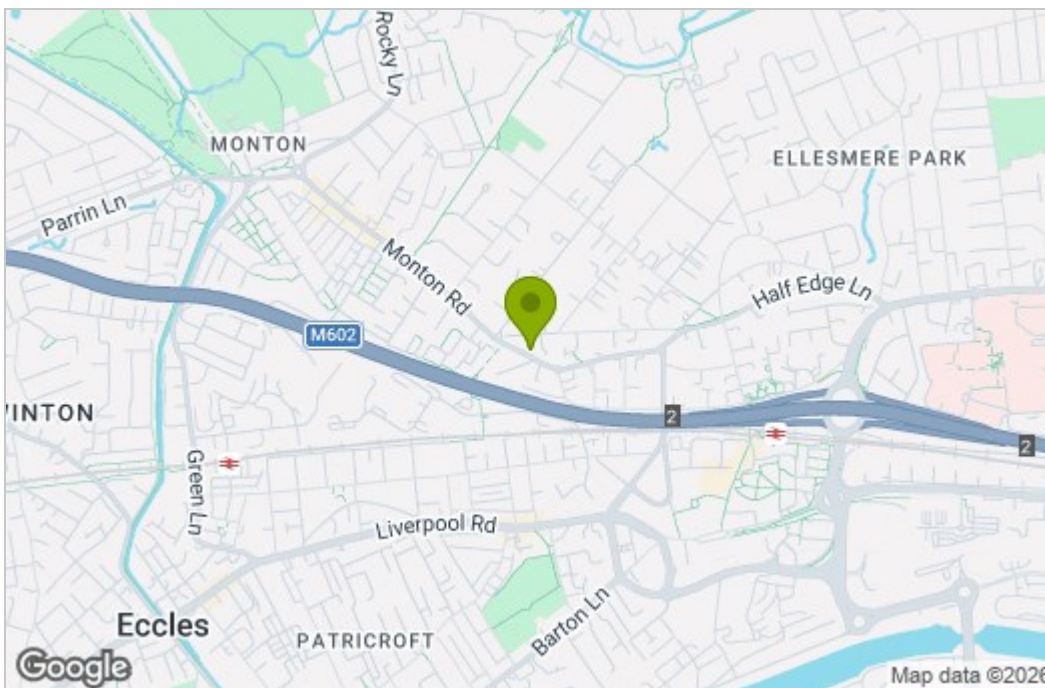 Rocky Ln
MONTON
ELLESMERE PARK
Parrin Ln
Monton Rd
Half Edge Ln
M602
WINTON
2
2
Green Ln
Liverpool Rd
Eccles
PATRICROFT
Barton Ln
Google
Map data ©2026